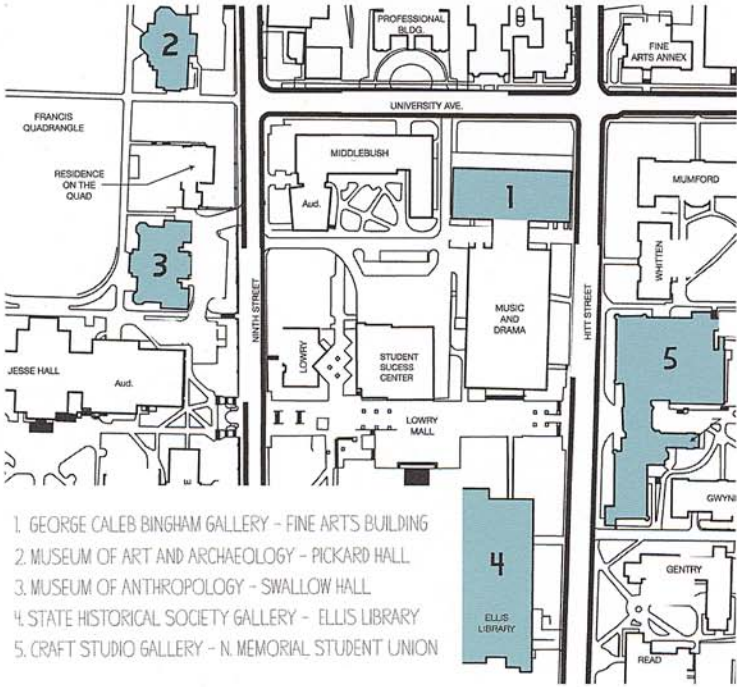 2
PROFESSIONAL
BLDG.
FINE
ARTS ANNEX
UNIVERSITY AVE.
FRANCIS
QUADRANGLE
RESIDENCE
ON THE
QUAD
MIDDLEBUSH
Aud.
1
MUMFORD
3
WHITTEN
NINTH STREET
HITT STREET
MUSIC
AND
DRAMA
JESSE HALL
Aud.
LOWRY
STUDENT
SUCESS
CENTER
5
LOWRY
MALL
GWYN
4
ELLIS
LIBRARY
GENTRY
READ
1. GEORGE CALEB BINGHAM GALLERY - FINE ARTS BUILDING
2. MUSEUM OF ART AND ARCHAEOLOGY - PICKARD HALL
3. MUSEUM OF ANTHROPOLOGY - SWALLOW HALL
4. STATE HISTORICAL SOCIETY GALLERY - ELLIS LIBRARY
5. CRAFT STUDIO GALLERY - N. MEMORIAL STUDENT UNION